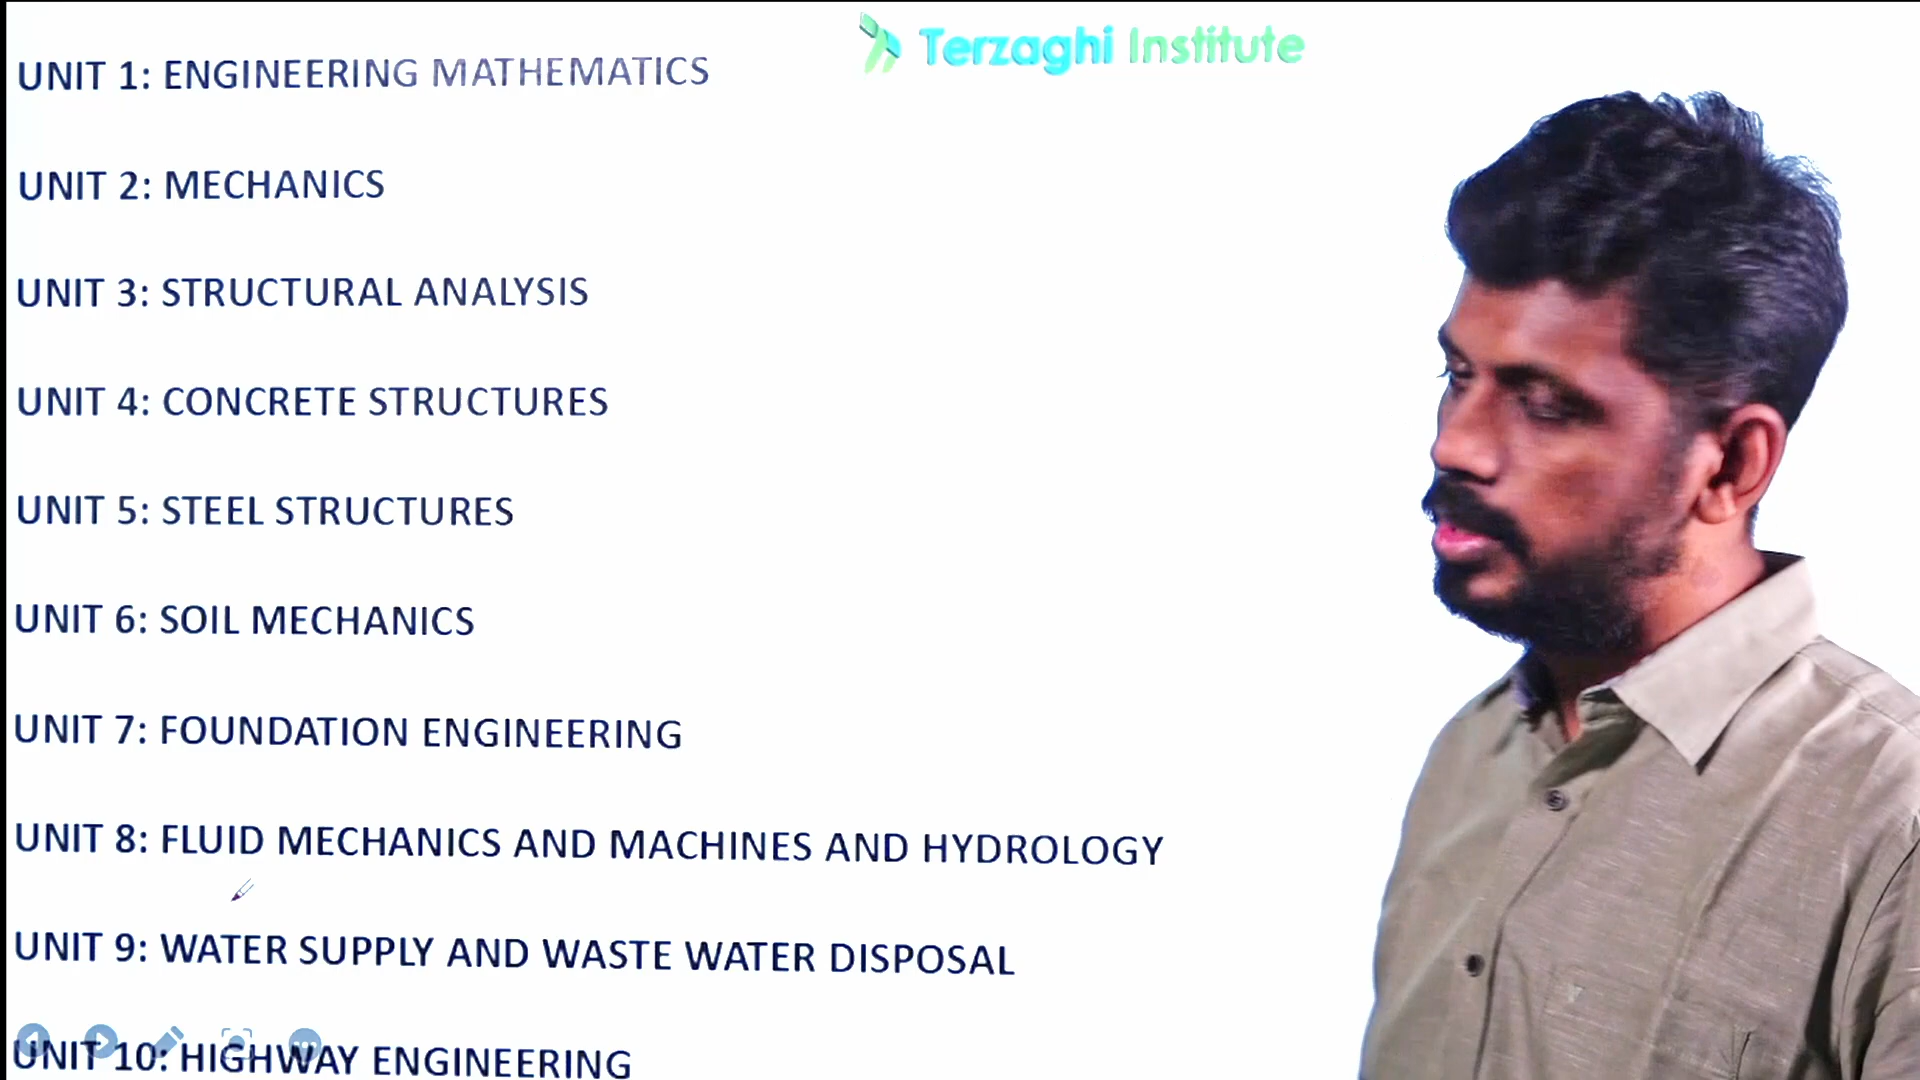 Terzaghi Institute
UNIT 1: ENGINEERING MATHEMATICS
UNIT 2: MECHANICS
UNIT 3: STRUCTURAL ANALYSIS
UNIT 4: CONCRETE STRUCTURES
UNIT 5: STEEL STRUCTURES
UNIT 6: SOIL MECHANICS
UNIT 7: FOUNDATION ENGINEERING
UNIT 8: FLUID MECHANICS AND MACHINES AND HYDROLOGY
UNIT 9: WATER SUPPLY AND WASTE WATER DISPOSAL
UNIT 10: HIGHWAY ENGINEERING